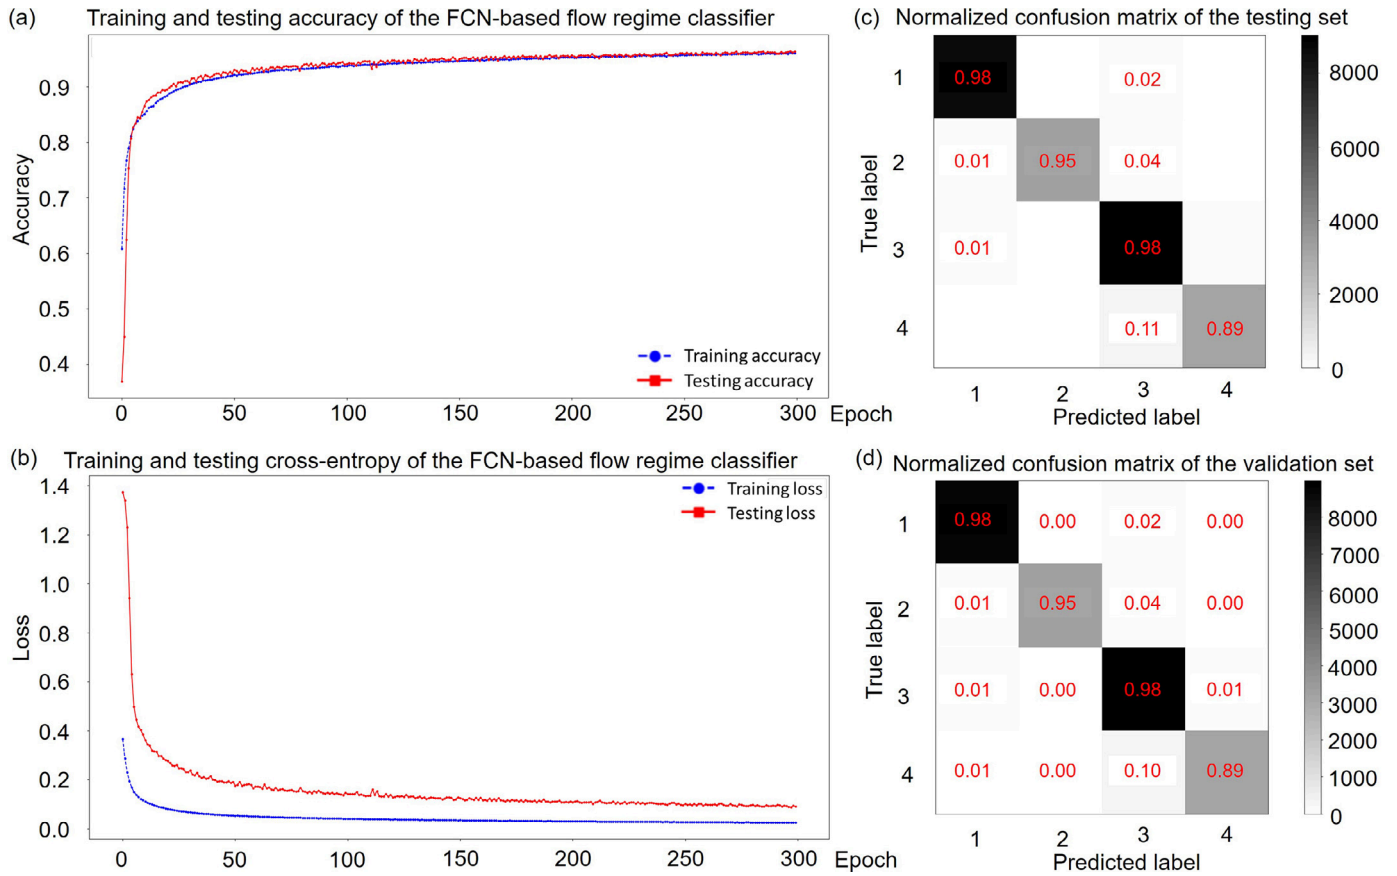 (a) Training and testing accuracy of the FCN-based flow regime classifier
0.9
0.8
0.7
0.6
0.5
0.4
Accuracy
Training accuracy
Testing accuracy
0 50 100 150 200 250 300 Epoch
(b) Training and testing cross-entropy of the FCN-based flow regime classifier
1.4
1.2
1.0
0.8
0.6
0.4
0.2
0.0
Loss
Training loss
Testing loss
0 50 100 150 200 250 300 Epoch
(c) Normalized confusion matrix of the testing set
True label
1 0.98 0.02
2 0.01 0.95 0.04
3 0.01 0.98
4 0.11 0.89
1 2 3 4
Predicted label
8000
6000
4000
2000
0
(d) Normalized confusion matrix of the validation set
True label
1 0.98 0.00 0.02 0.00
2 0.01 0.95 0.04 0.00
3 0.01 0.00 0.98 0.01
4 0.01 0.00 0.10 0.89
1 2 3 4
Predicted label
8000
7000
6000
5000
4000
3000
2000
1000
0